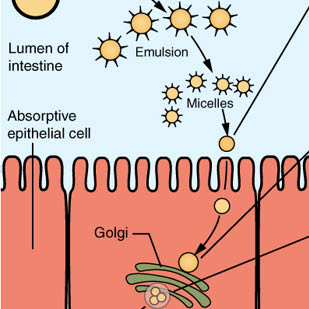 Lumen of
intestine
Emulsion
Micelles
Absorptive
epithelial cell
Golgi